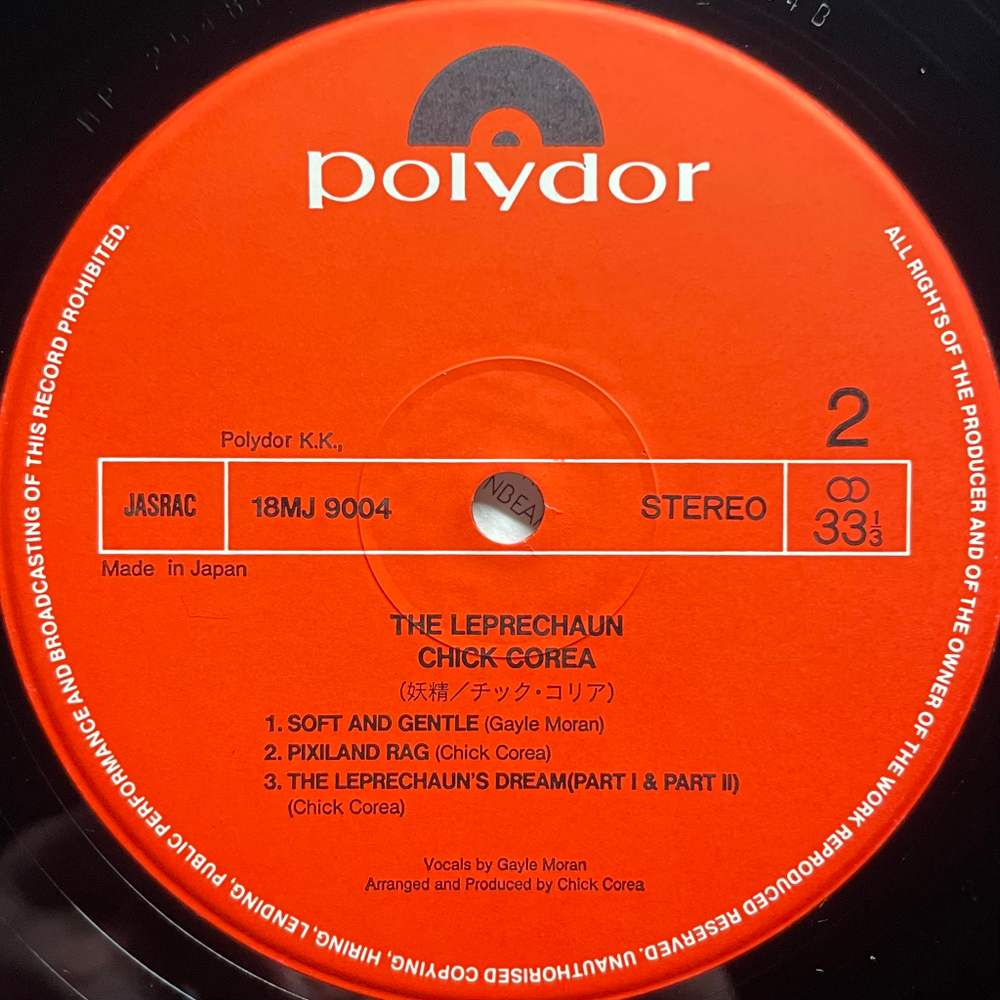 polydor
ALL RIGHTS OF THE PRODUCER AND OF THE OWNER OF THE WORK REPRODUCED RESERVED. UNAUTHORISED COPYING, HIRING, LENDING, PUBLIC PERFORMANCE AND BROADCASTING OF THIS RECORD PROHIBITED.
2
Polydor K.K.,
JASRAC
18MJ 9004
NBEA
STEREO
33⅓
Made in Japan
THE LEPRECHAUN
CHICK COREA
(妖精/チック・コリア)
1. SOFT AND GENTLE (Gayle Moran)
2. PIXILAND RAG (Chick Corea)
3. THE LEPRECHAUN'S DREAM(PART I & PART II)
(Chick Corea)
Vocals by Gayle Moran
Arranged and Produced by Chick Corea